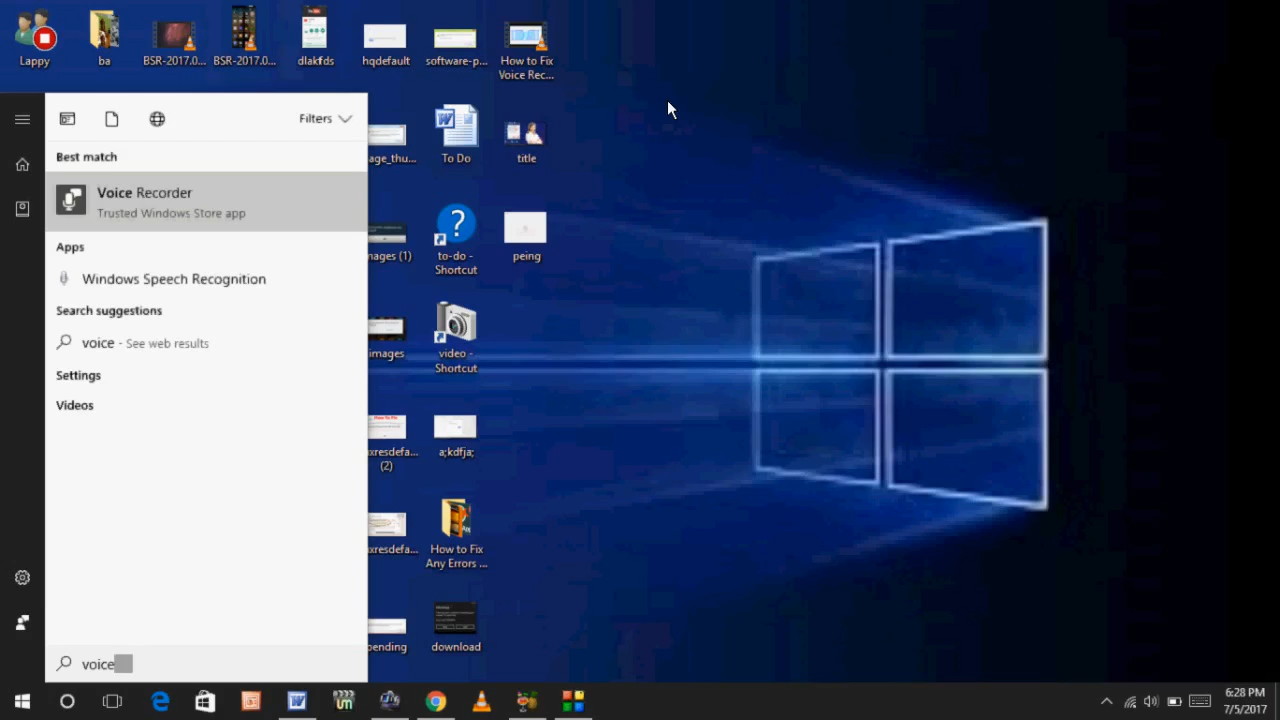 Lappy
ba
BSR-2017.0...
BSR-2017.0...
dlakfds
hqdefault
software-p...
How to Fix
Voice Rec...
Filters
Best match
Voice Recorder
Trusted Windows Store app
Apps
Windows Speech Recognition
Search suggestions
voice - See web results
Settings
Videos
age_thu...
To Do
title
mages (1)
to-do -
Shortcut
peing
images
video -
Shortcut
xresdefa...
(2)
a;kdfja;
xresdefa...
How to Fix
Any Errors ...
pending
download
voice
6:28 PM
7/5/2017